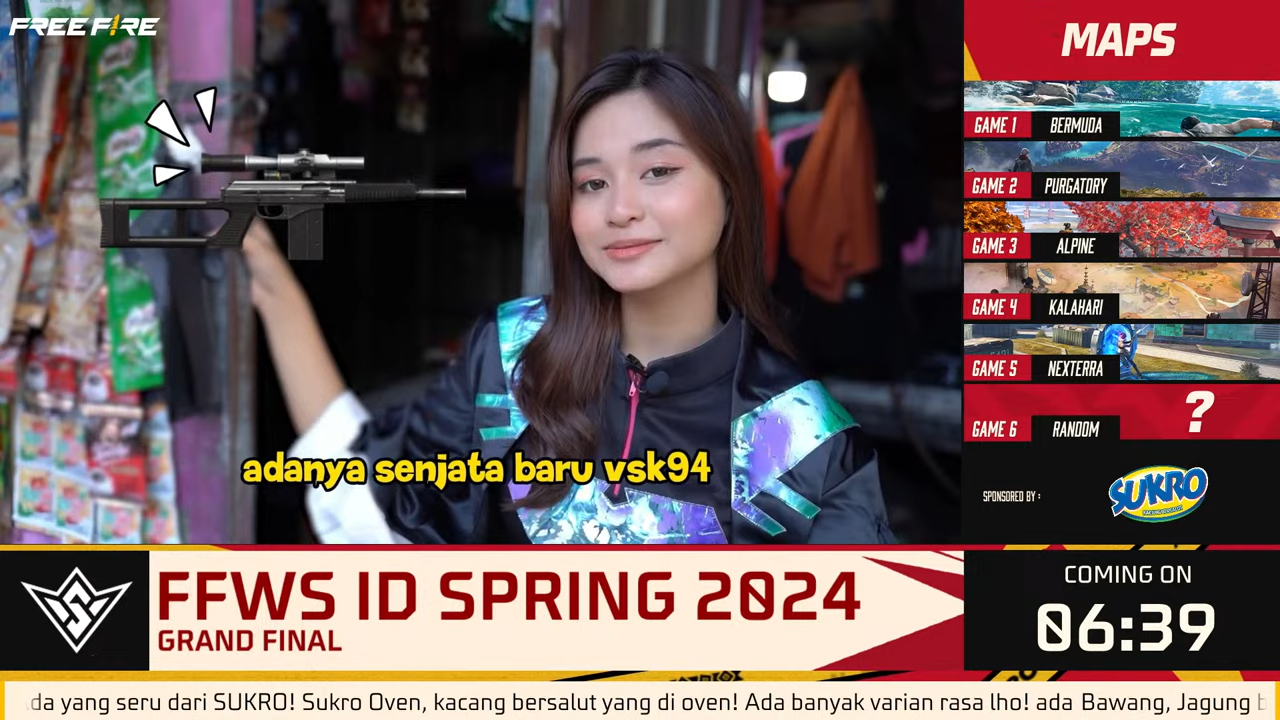 FREE FIRE
adanya senjata baru vsk94
MAPS
GAME 1 BERMUDA
GAME 2 PURGATORY
GAME 3 ALPINE
GAME 4 KALAHARI
GAME 5 NEXTERRA
?
GAME 6 RANDOM
SPONSORED BY :
SUKRO
FFWS ID SPRING 2024
GRAND FINAL
COMING ON
06:39
da yang seru dari SUKRO! Sukro Oven, kacang bersalut yang di oven! Ada banyak varian rasa lho! ada Bawang, Jagung